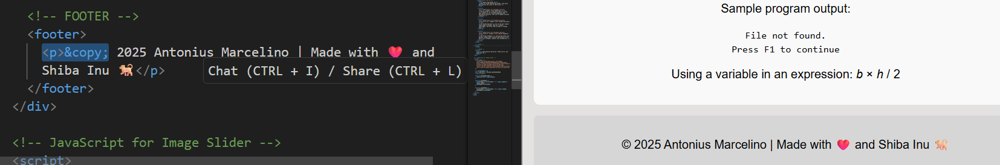 <!-- FOOTER -->
<footer>
<p>&copy; 2025 Antonius Marcelino | Made with ❤️ and
Shiba Inu 🐕</p>
Chat (CTRL + I) / Share (CTRL + L)
</footer>
</div>
<!-- JavaScript for Image Slider -->
<script>
Sample program output:
File not found.
Press F1 to continue
Using a variable in an expression: b × h / 2
© 2025 Antonius Marcelino | Made with ❤️ and Shiba Inu 🐕